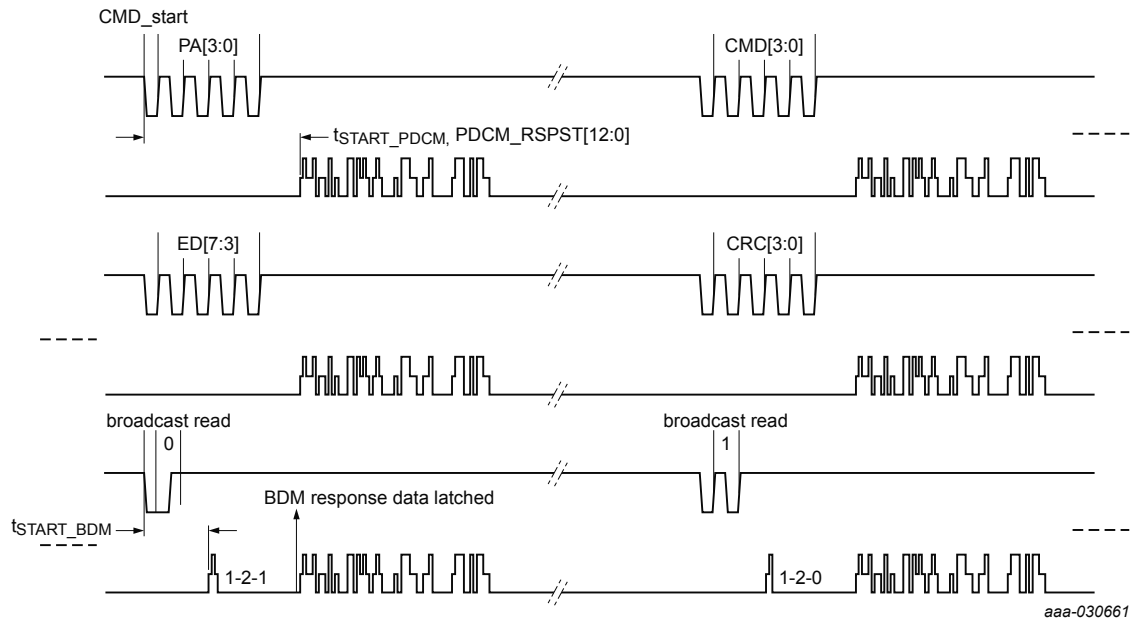 CMD_start
PA[3:0]
CMD[3:0]
tSTART_PDCM, PDCM_RSPST[12:0]
ED[7:3]
CRC[3:0]
broadcast read
0
broadcast read
1
BDM response data latched
tSTART_BDM
1-2-1
1-2-0
aaa-030661